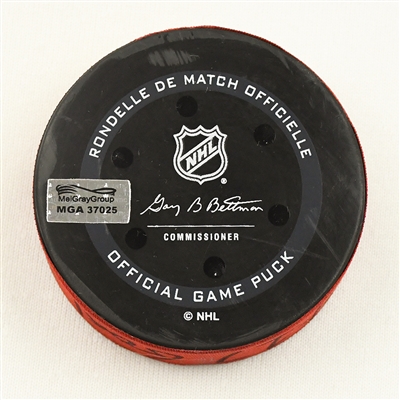 RONDELLE DE MATCH OFFICIELLE
NHL
Gary B Bettman
COMMISSIONER
MeiGrayGroup
MGA 37025
OFFICIAL GAME PUCK
© NHL